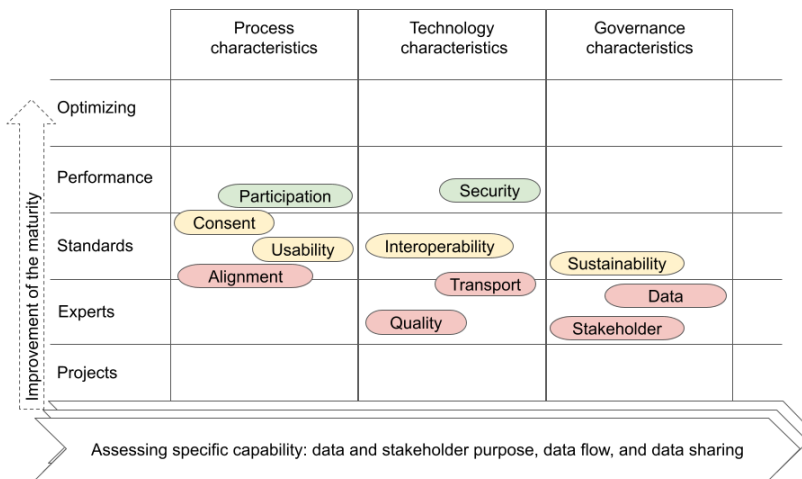 Process
characteristics
Technology
characteristics
Governance
characteristics
Optimizing
Performance
Participation
Security
Consent
Standards
Usability
Interoperability
Sustainability
Alignment
Transport
Data
Experts
Quality
Stakeholder
Projects
Improvement of the maturity
Assessing specific capability: data and stakeholder purpose, data flow, and data sharing